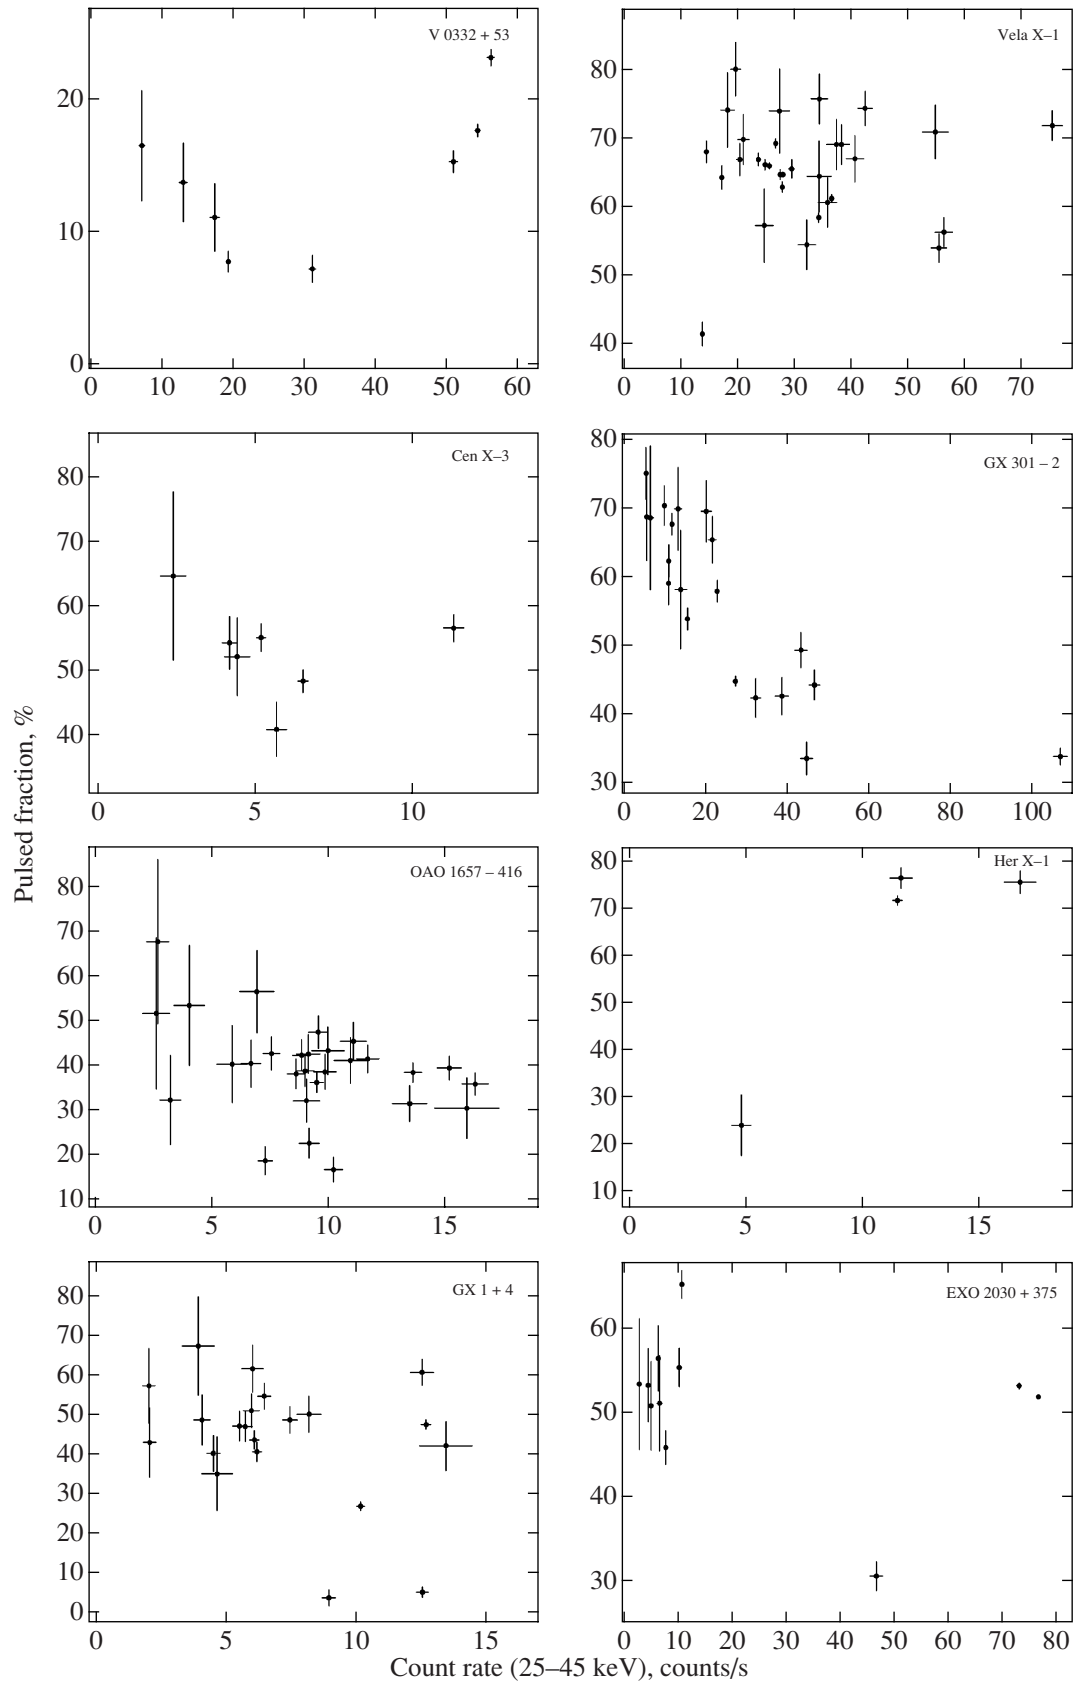 V 0332 + 53
20
10
0
0 10 20 30 40 50 60
Vela X–1
80
70
60
50
40
0 10 20 30 40 50 60 70
Cen X–3
80
70
60
50
40
0 5 10
GX 301 – 2
80
70
60
50
40
30
0 20 40 60 80 100
Pulsed fraction, %
OAO 1657 – 416
80
70
60
50
40
30
20
10
0 5 10 15
Her X–1
80
70
60
50
40
30
20
10
0 5 10 15
GX 1 + 4
80
70
60
50
40
30
20
10
0
0 5 10 15
EXO 2030 + 375
60
50
40
30
0 10 20 30 40 50 60 70 80
Count rate (25–45 keV), counts/s